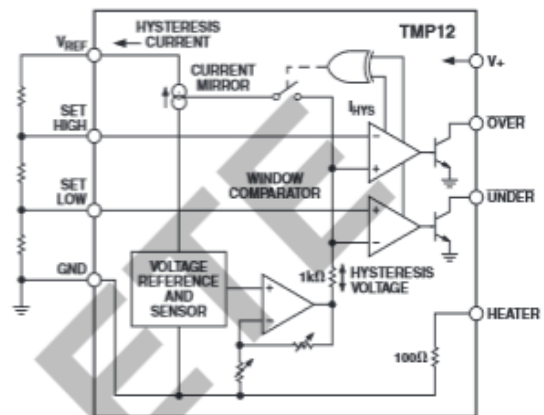 HYSTERESIS
CURRENT
TMP12
VREF
V+
CURRENT
MIRROR
IHYS
SET
HIGH
OVER
WINDOW
COMPARATOR
SET
LOW
UNDER
GND
VOLTAGE
REFERENCE
AND
SENSOR
1kΩ
HYSTERESIS
VOLTAGE
HEATER
100Ω
ETE